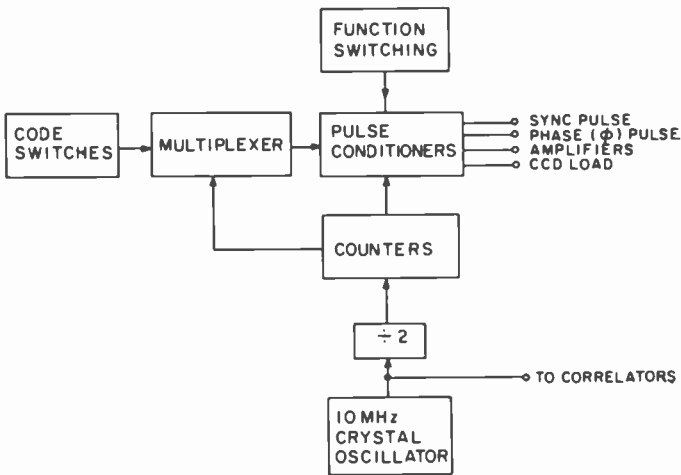 FUNCTION
SWITCHING
CODE
SWITCHES
MULTIPLEXER
PULSE
CONDITIONERS
SYNC PULSE
PHASE (ϕ) PULSE
AMPLIFIERS
CCD LOAD
COUNTERS
÷ 2
TO CORRELATORS
10 MHz
CRYSTAL
OSCILLATOR